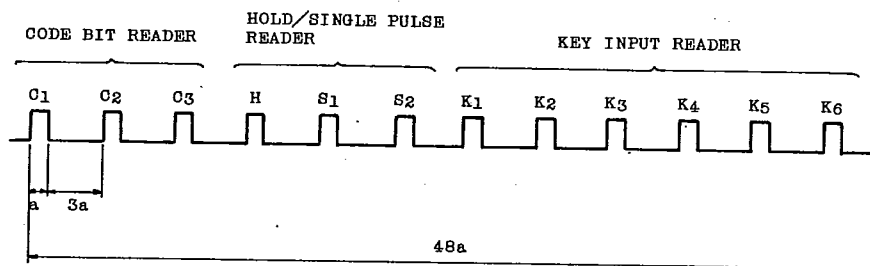 HOLD/SINGLE PULSE
CODE BIT READER READER KEY INPUT READER
C1 C2 C3 H S1 S2 K1 K2 K3 K4 K5 K6
a 3a
48a